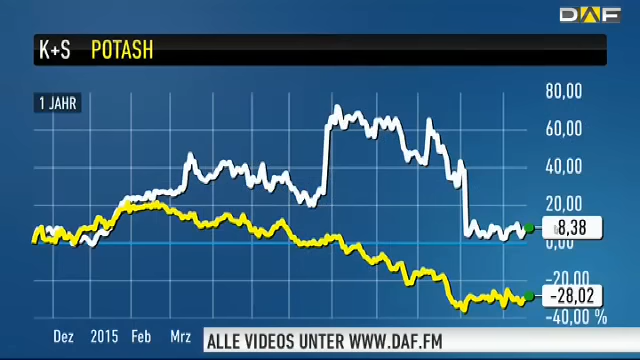 DAF
K+S POTASH
1 JAHR
80,00
60,00
40,00
20,00
8,38
0,00
-20,00
-28,02
-40,00 %
Dez 2015 Feb Mrz
ALLE VIDEOS UNTER WWW.DAF.FM